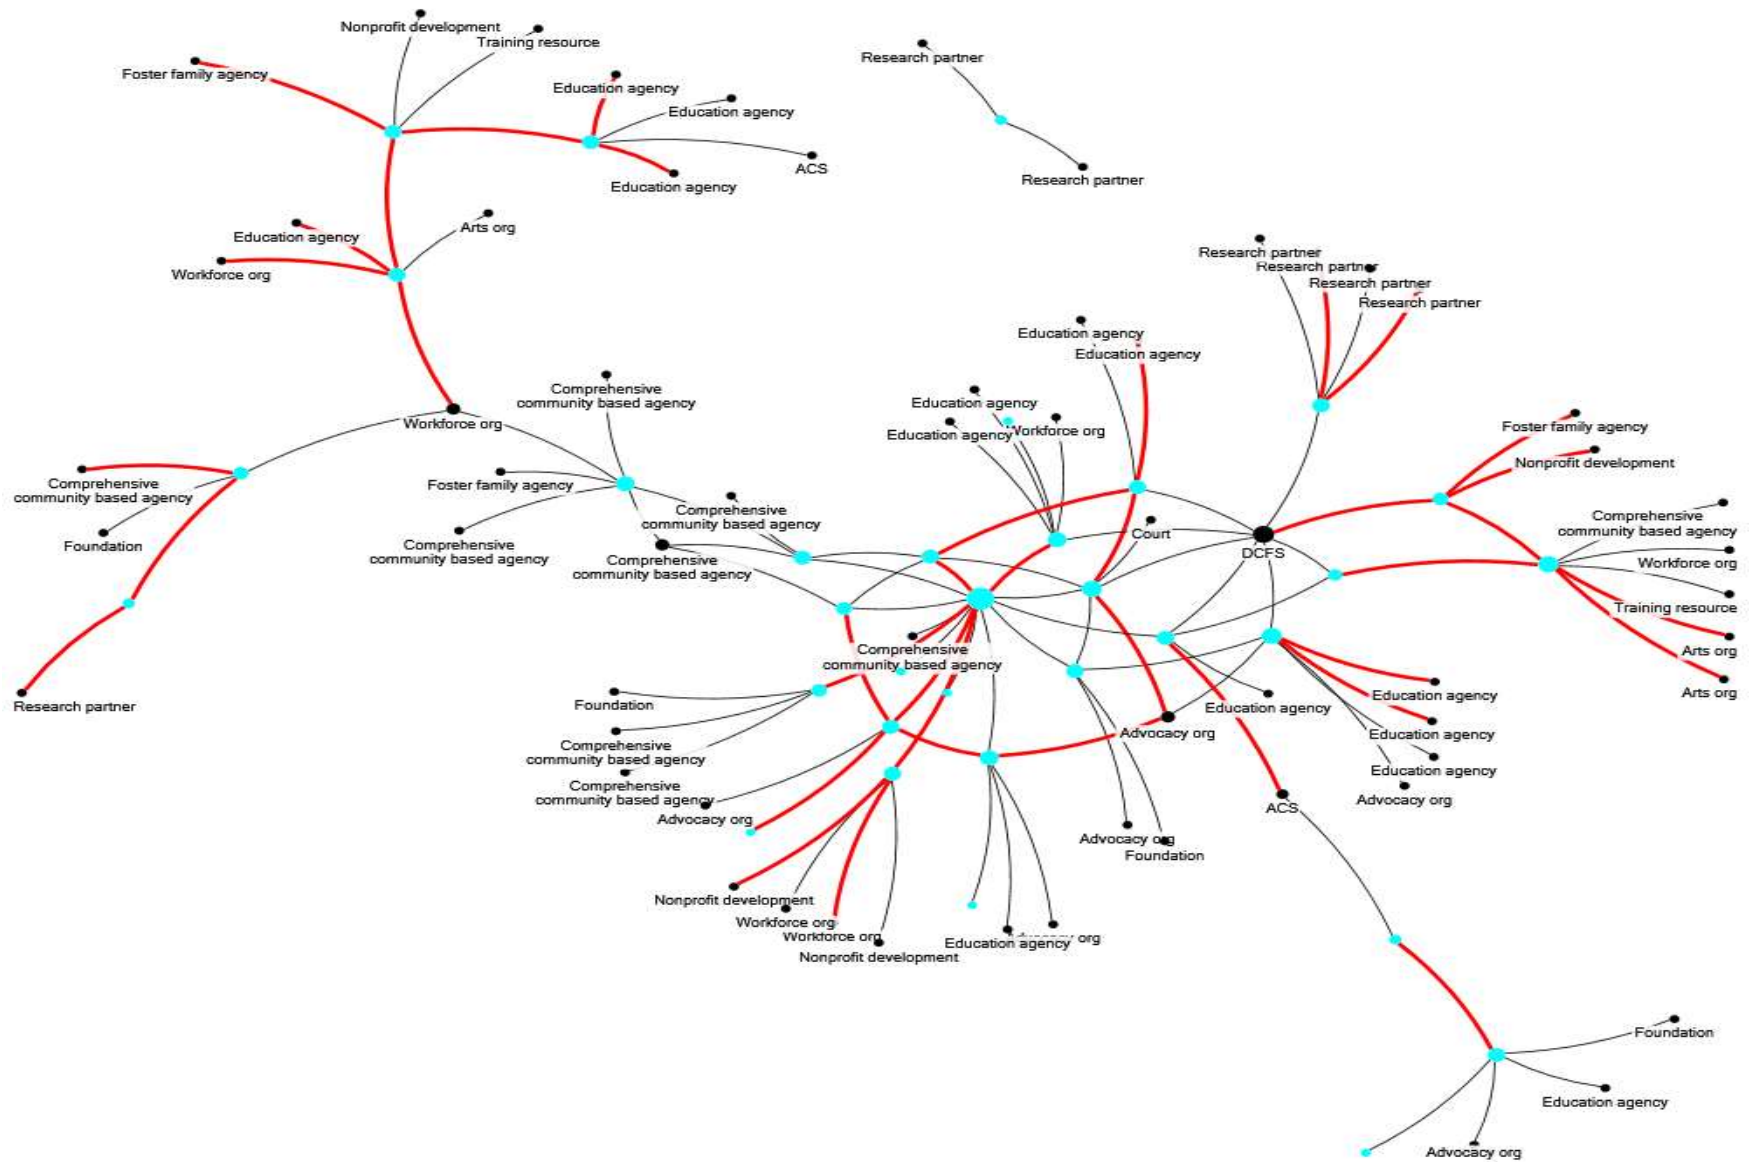 Nonprofit development
Training resource
Research partner
Foster family agency
Education agency
Education agency
ACS
Education agency
Research partner
Arts org
Education agency
Workforce org
Research partner
Research partner
Research partner
Research partner
Education agency
Education agency
Comprehensive
community based agency
Education agency
Workforce org
Education agency
Workforce org
Foster family agency
Nonprofit development
Comprehensive
community based agency
Foster family agency
Comprehensive
community based agency
Comprehensive
community based agency
Foundation
Comprehensive
community based agency
Comprehensive
community based agency
Court
DCFS
Comprehensive
community based agency
Workforce org
Training resource
Arts org
Arts org
Comprehensive
community based agency
Research partner
Foundation
Education agency
Education agency
Advocacy org
Education agency
Education agency
Advocacy org
Comprehensive
community based agency
Comprehensive
community based agency
Advocacy org
ACS
Advocacy org
Foundation
Nonprofit development
Workforce org
Workforce org
Nonprofit development
Education agency
org
Foundation
Education agency
Advocacy org